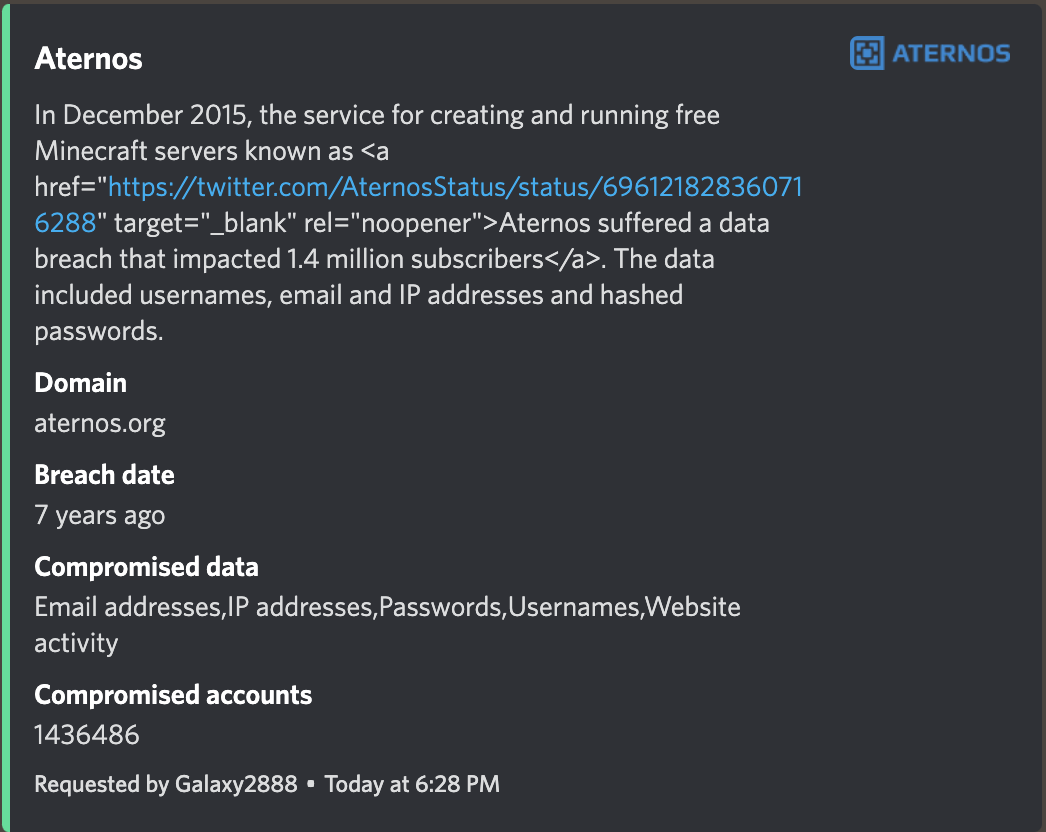 Aternos
ATERNOS
In December 2015, the service for creating and running free
Minecraft servers known as <a
href="https://twitter.com/AternosStatus/status/69612182836071
6288" target="_blank" rel="noopener">Aternos suffered a data
breach that impacted 1.4 million subscribers</a>. The data
included usernames, email and IP addresses and hashed
passwords.
Domain
aternos.org
Breach date
7 years ago
Compromised data
Email addresses,IP addresses,Passwords,Usernames,Website
activity
Compromised accounts
1436486
Requested by Galaxy2888 • Today at 6:28 PM